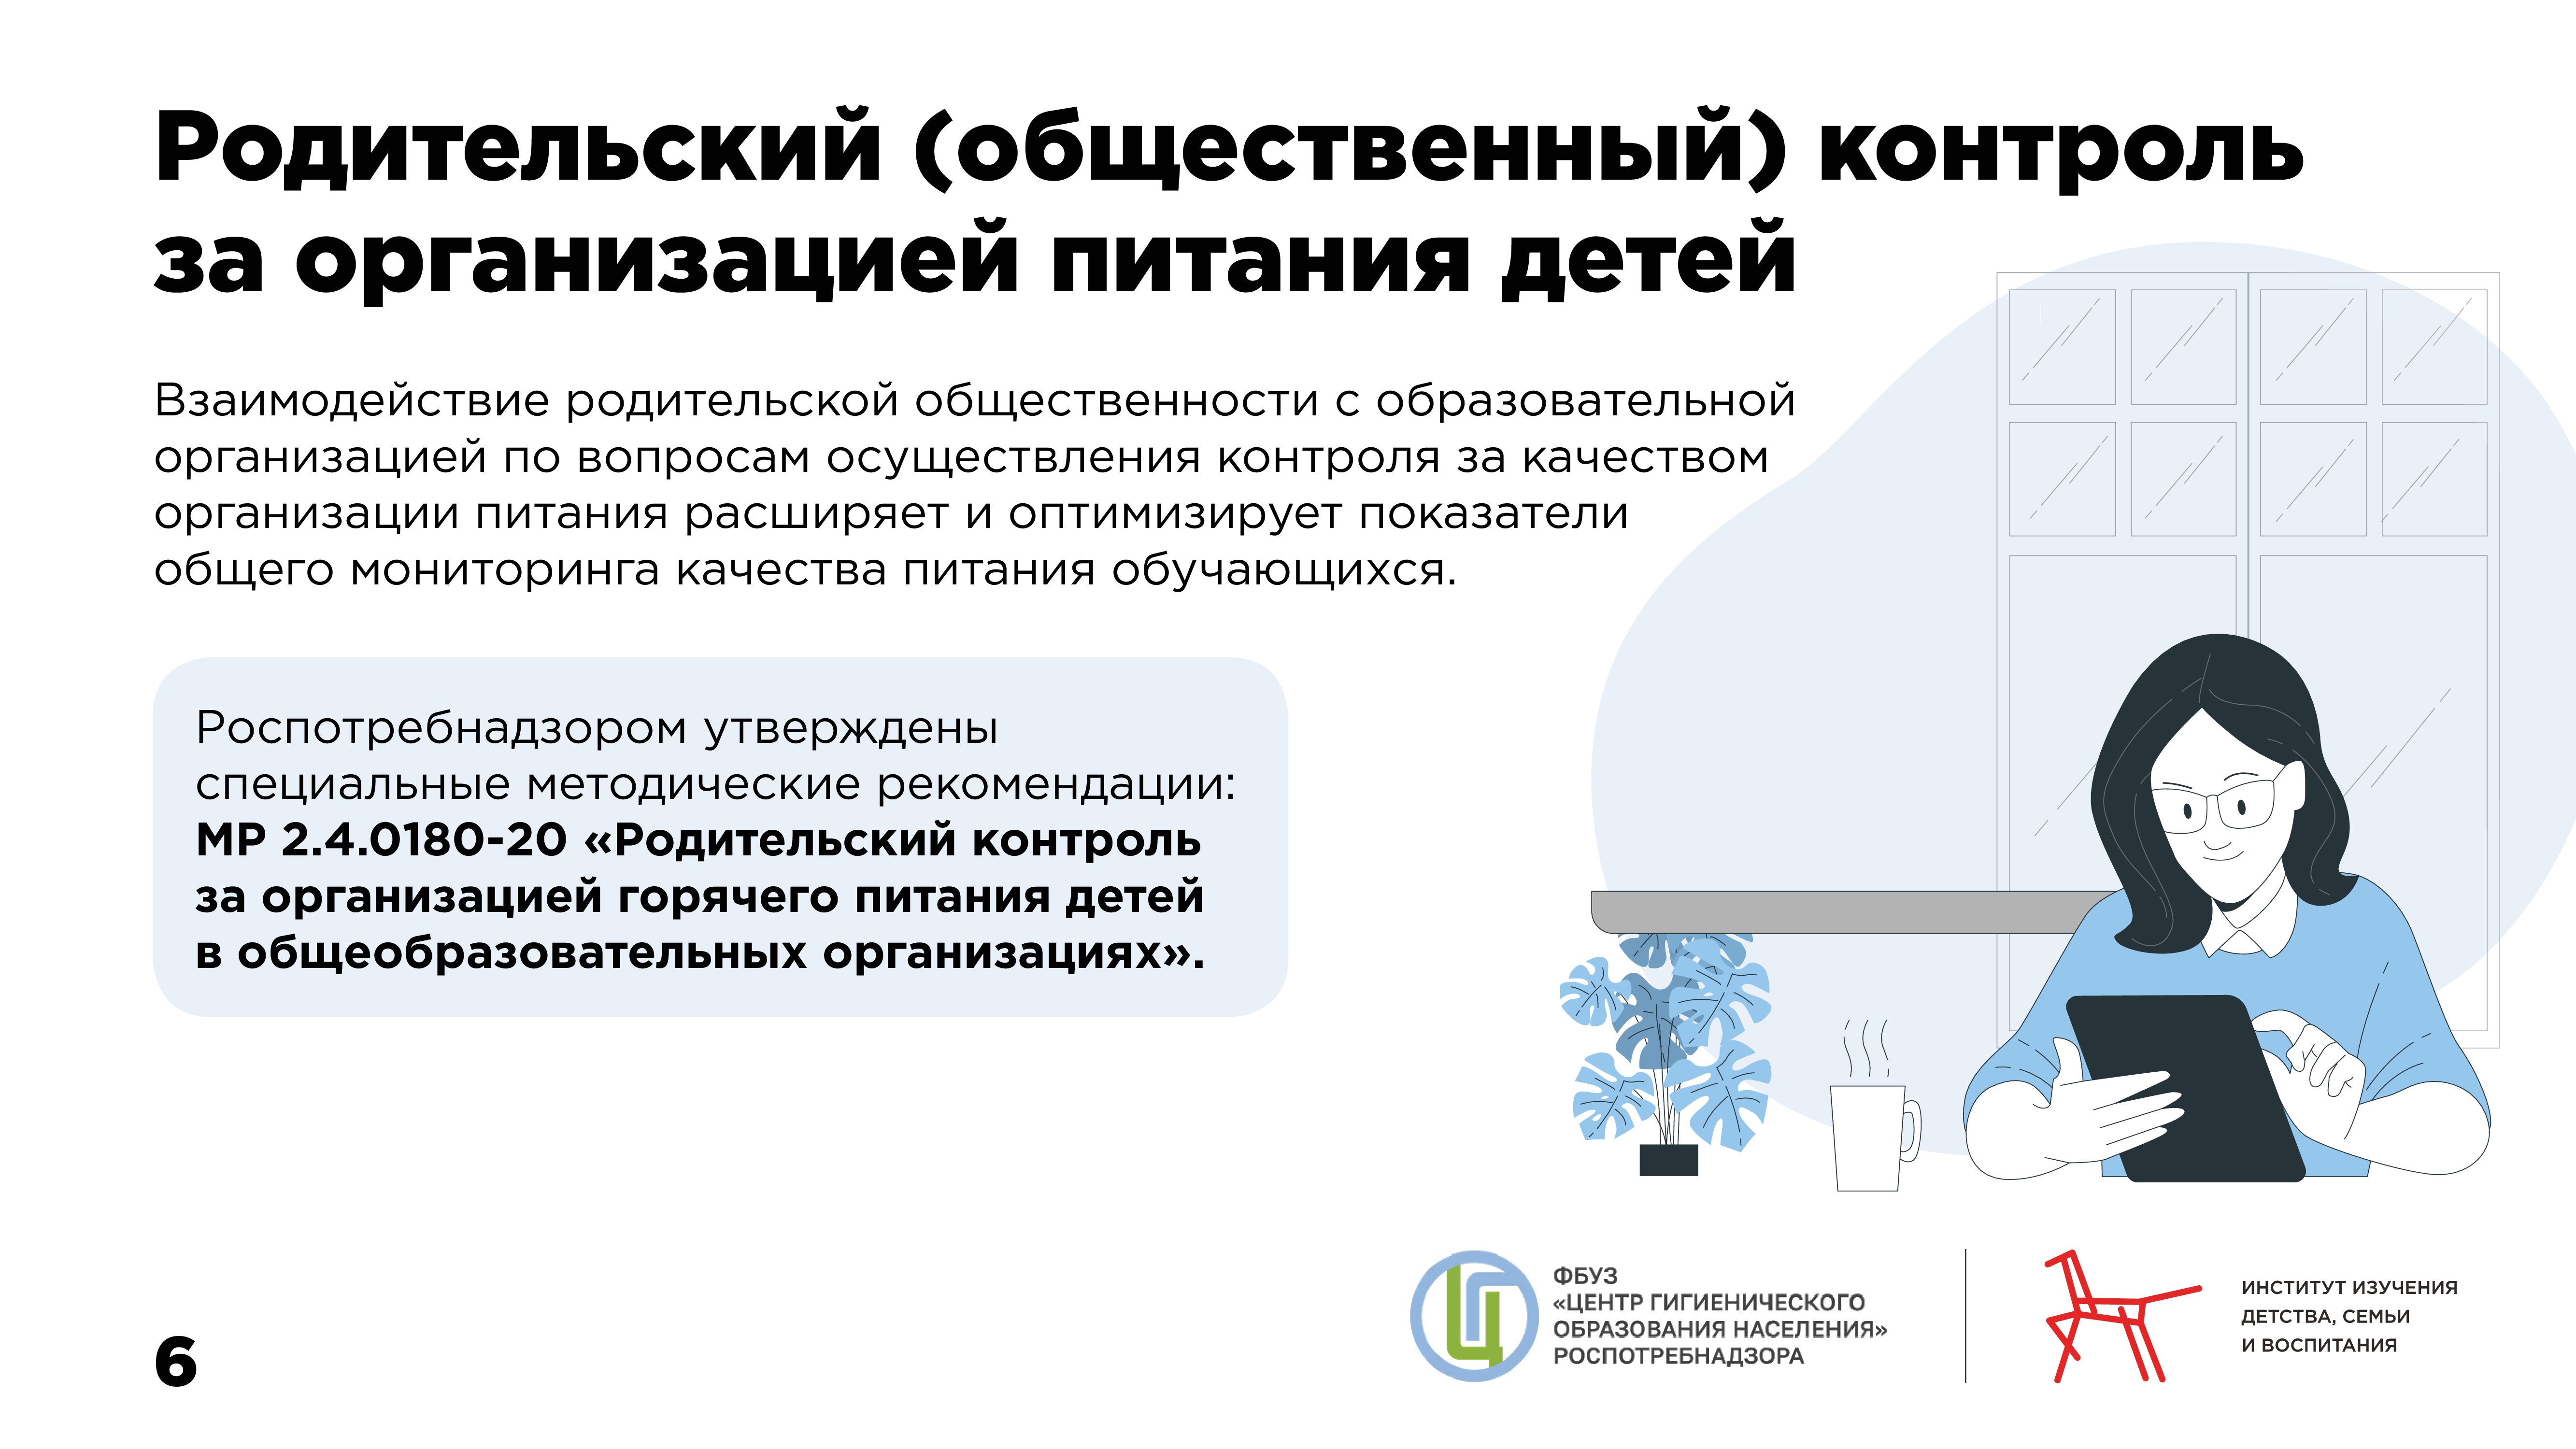 Родительский (общественный) контроль
за организацией питания детей
Взаимодействие родительской общественности с образовательной
организацией по вопросам осуществления контроля за качеством
организации питания расширяет и оптимизирует показатели
общего мониторинга качества питания обучающихся.
Роспотребнадзором утверждены
специальные методические рекомендации:
МР 2.4.0180-20 «Родительский контроль
за организацией горячего питания детей
в общеобразовательных организациях».
ФБУЗ
«ЦЕНТР ГИГИЕНИЧЕСКОГО
ОБРАЗОВАНИЯ НАСЕЛЕНИЯ»
РОСПОТРЕБНАДЗОРА
ИНСТИТУТ ИЗУЧЕНИЯ
ДЕТСТВА, СЕМЬИ
И ВОСПИТАНИЯ
6